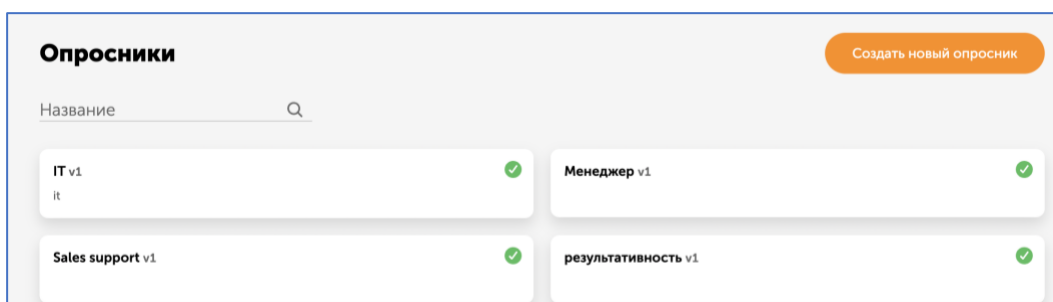 Опросники
Создать новый опросник
Название
IT v1
it
Менеджер v1
Sales support v1
результативность v1